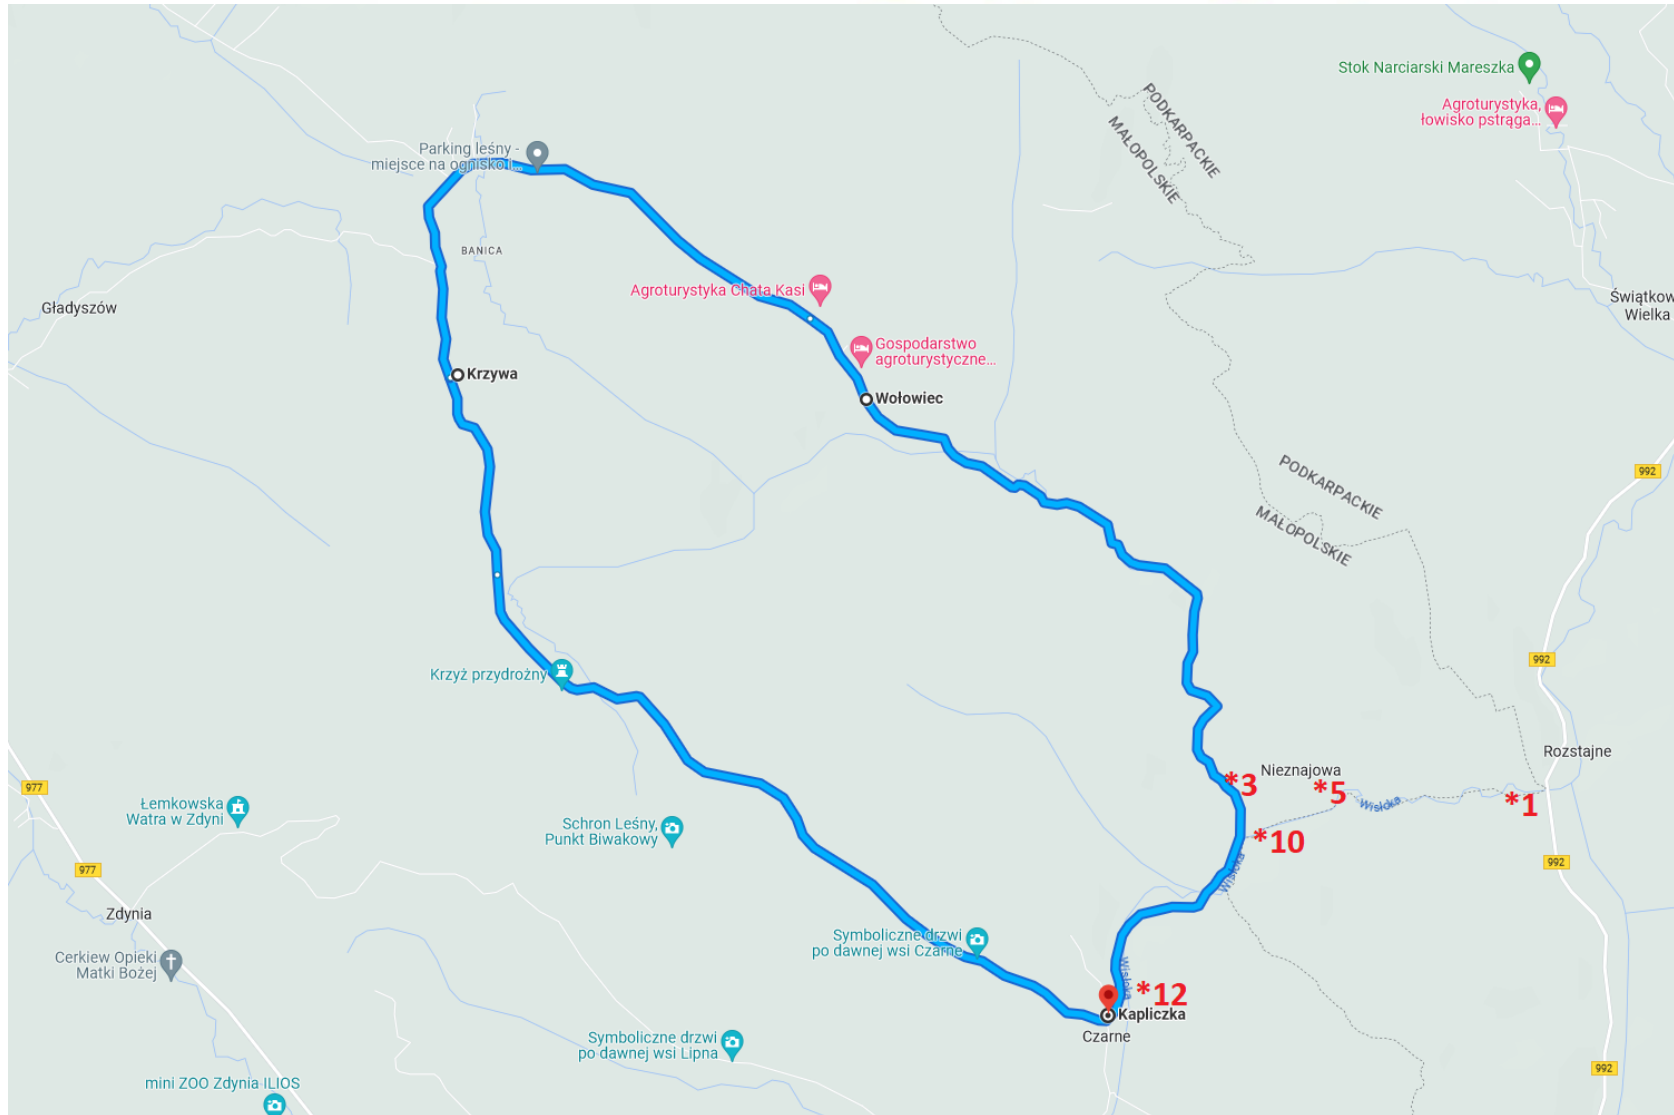 Stok Narciarski Mareszka
Agroturystyka,
łowisko pstrąga...
PODKARPACKIE
MAŁOPOLSKIE
Parking leśny -
miejsce na ognisko i...
BANICA
Gładyszów
Agroturystyka Chata Kasi
Świątkow
Wielka
Gospodarstwo
agroturystyczne...
Krzywa
Wołowiec
992
PODKARPACKIE
MAŁOPOLSKIE
992
Krzyż przydrożny
Rozstajne
Nieznajowa
*3
*5
*1
Wisłoka
977
Łemkowska
Watra w Zdyni
Schron Leśny,
Punkt Biwakowy
*10
992
977
Wisłoka
Zdynia
Symboliczne drzwi
po dawnej wsi Czarne
Cerkiew Opieki
Matki Bożej
Wisłoka
*12
Kapliczka
Czarne
Symboliczne drzwi
po dawnej wsi Lipna
992
mini ZOO Zdynia ILIOS